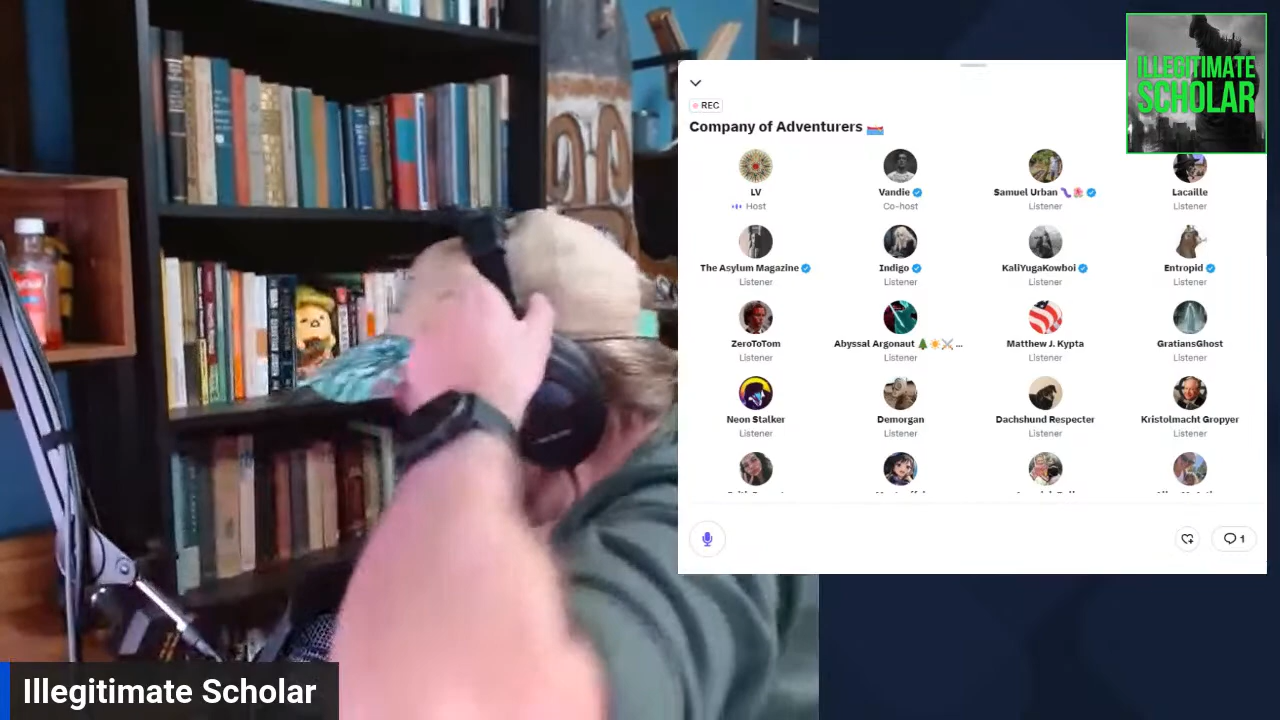 ILLEGITIMATE
SCHOLAR
REC
Company of Adventurers
LV
Host
Vandie
Co-host
Samuel Urban
Listener
Lacaille
Listener
The Asylum Magazine
Listener
Indigo
Listener
KaliYugaKowboi
Listener
Entropid
Listener
ZeroToTom
Listener
Abyssal Argonaut 🌲☀️⚔️ ...
Listener
Matthew J. Kypta
Listener
GratiansGhost
Listener
Neon Stalker
Listener
Demorgan
Listener
Dachshund Respecter
Listener
Kristolmacht Gropyer
Listener
1
Illegitimate Scholar